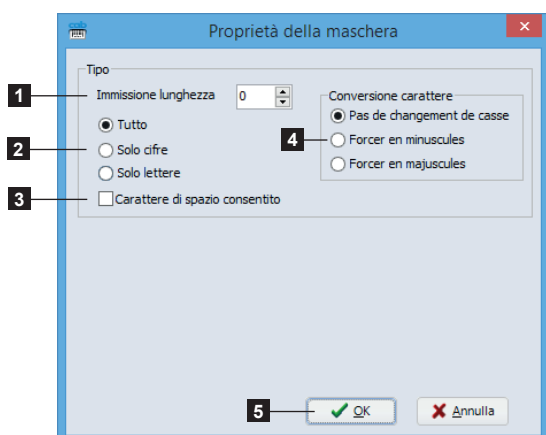 cab
Proprietà della maschera
Tipo
1 Immissione lunghezza 0
Tutto
2 Solo cifre
Solo lettere
3 Carattere di spazio consentito
Conversione carattere
Pas de changement de casse
4 Forcer en minuscules
Forcer en majuscules
5 OK
Annulla